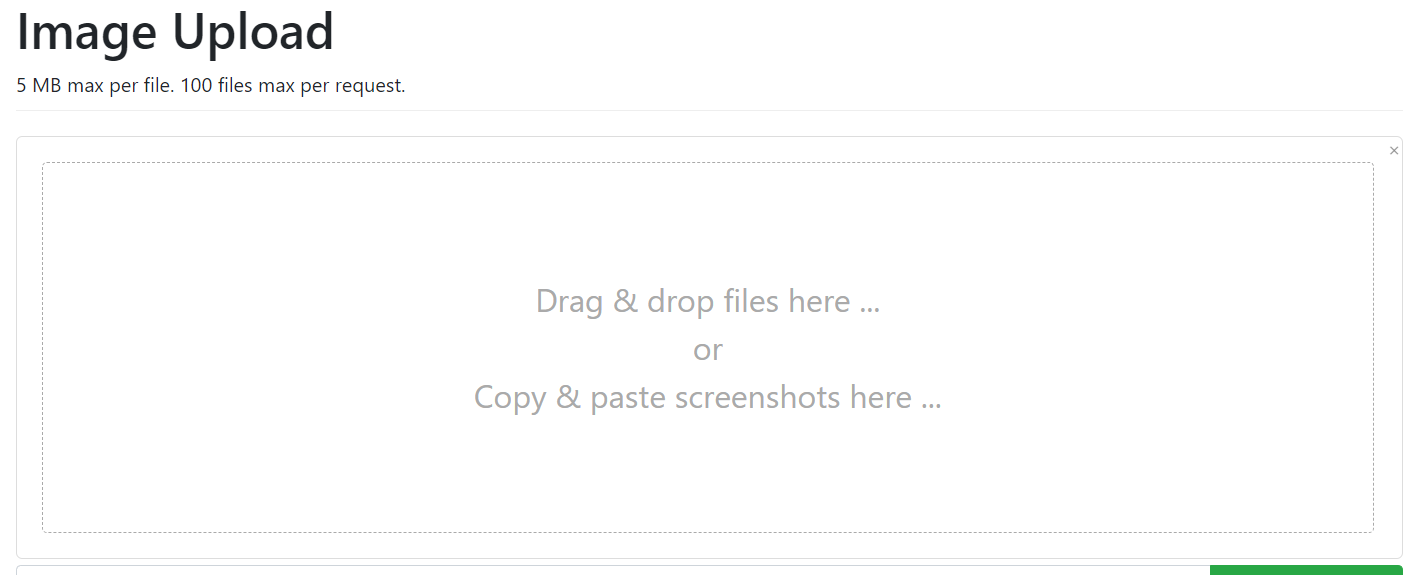 Image Upload
5 MB max per file. 100 files max per request.
×
Drag & drop files here ...
or
Copy & paste screenshots here ...